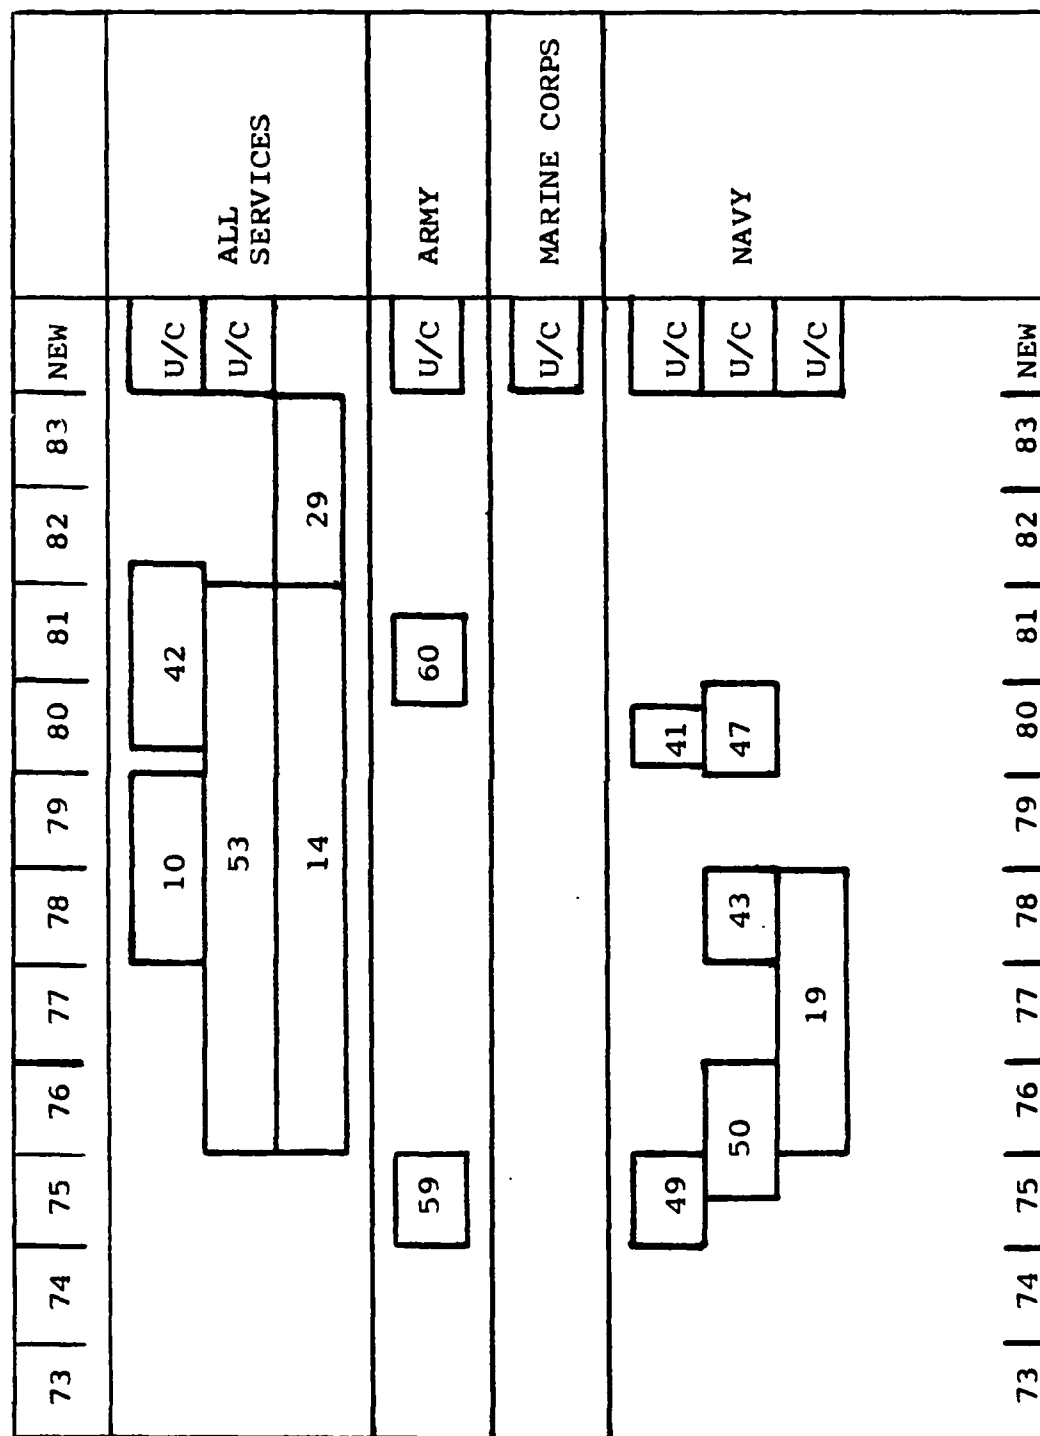 73 74 75 76 77 78 79 80 81 82 83 NEW
10 42 U/C
ALL
SERVICES
53 U/C
14 29
59 60 U/C ARMY
U/C MARINE CORPS
49 41 U/C
50 43 47 U/C NAVY
19 U/C
73 74 75 76 77 78 79 80 81 82 83 NEW